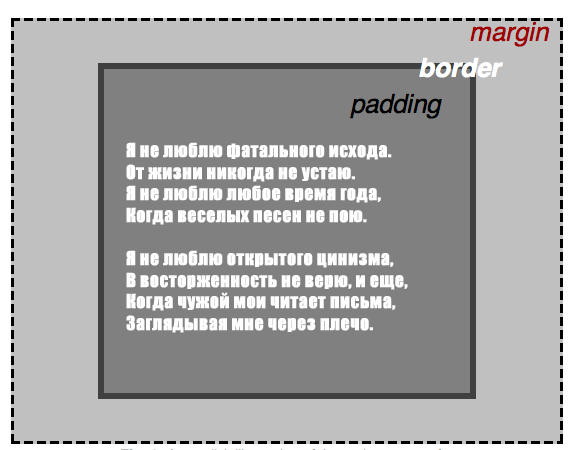 margin
border
padding
Я не люблю фатального исхода.
От жизни никогда не устаю.
Я не люблю любое время года,
Когда веселых песен не пою.
Я не люблю открытого цинизма,
В восторженность не верю, и еще,
Когда чужой мои читает письма,
Заглядывая мне через плечо.